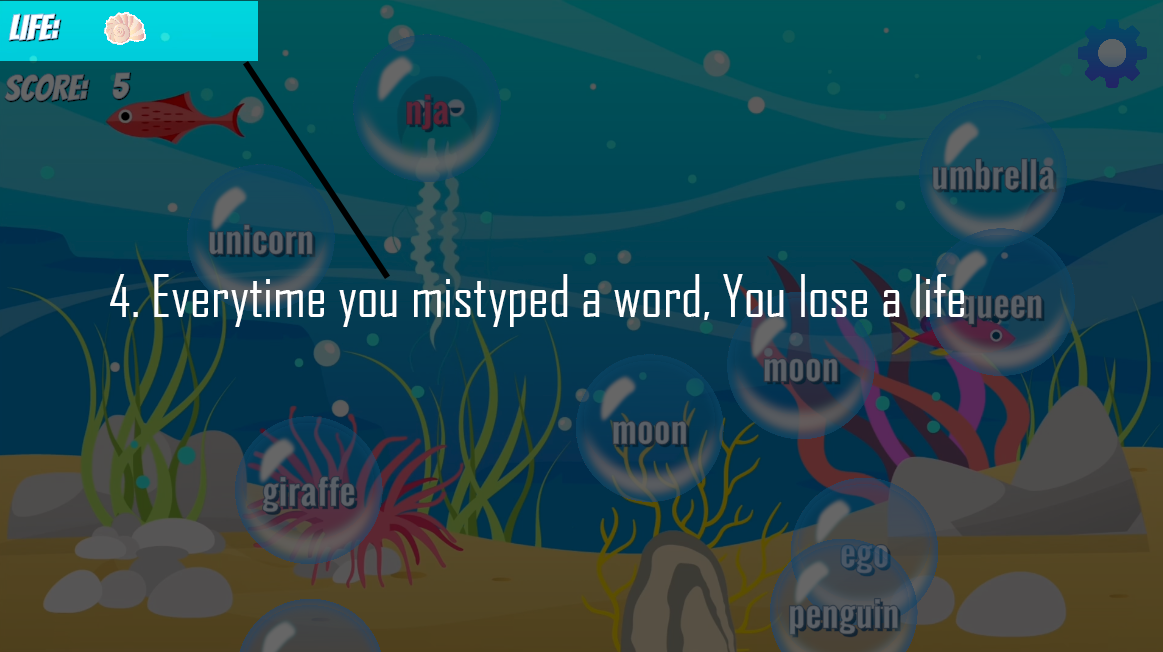 LIFE:
SCORE: 5
nja
umbrella
unicorn
4. Everytime you mistyped a word, You lose a life
queen
moon
moon
giraffe
ego
penguin